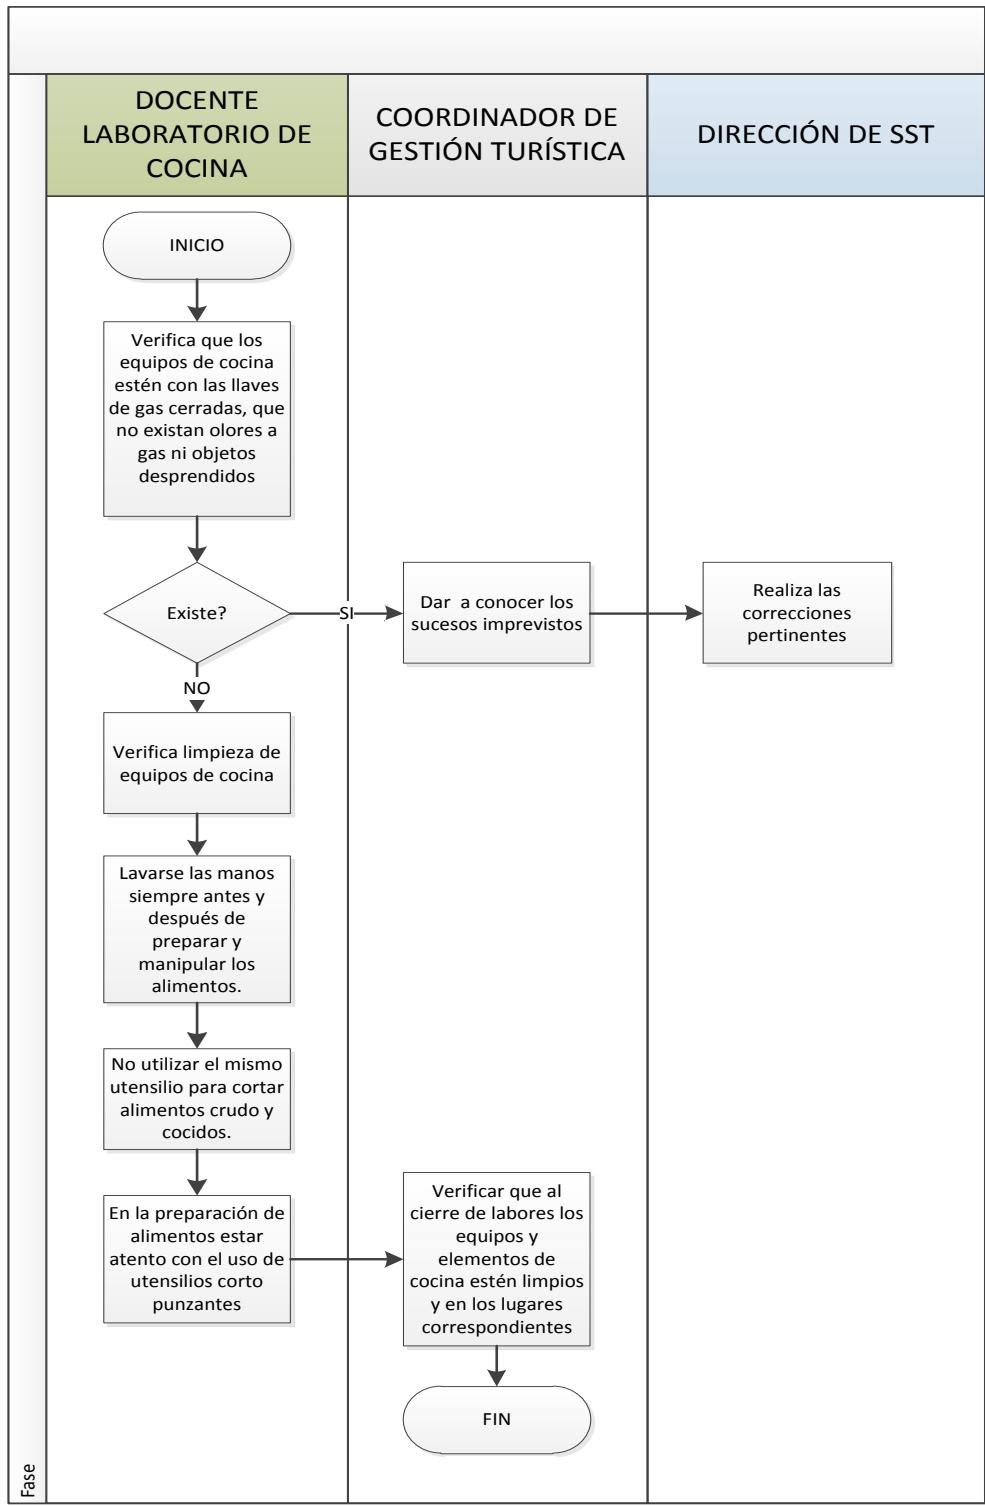 DOCENTE
LABORATORIO DE
COCINA
COORDINADOR DE
GESTIÓN TURÍSTICA
DIRECCIÓN DE SST
INICIO
Verifica que los
equipos de cocina
estén con las llaves
de gas cerradas, que
no existan olores a
gas ni objetos
desprendidos
Existe?
SI
Dar a conocer los
sucesos imprevistos
Realiza las
correcciones
pertinentes
NO
Verifica limpieza de
equipos de cocina
Lavarse las manos
siempre antes y
después de
preparar y
manipular los
alimentos.
No utilizar el mismo
utensilio para cortar
alimentos crudo y
cocidos.
En la preparación de
alimentos estar
atento con el uso de
utensilios corto
punzantes
Verificar que al
cierre de labores los
equipos y
elementos de
cocina estén limpios
y en los lugares
correspondientes
FIN
Fase